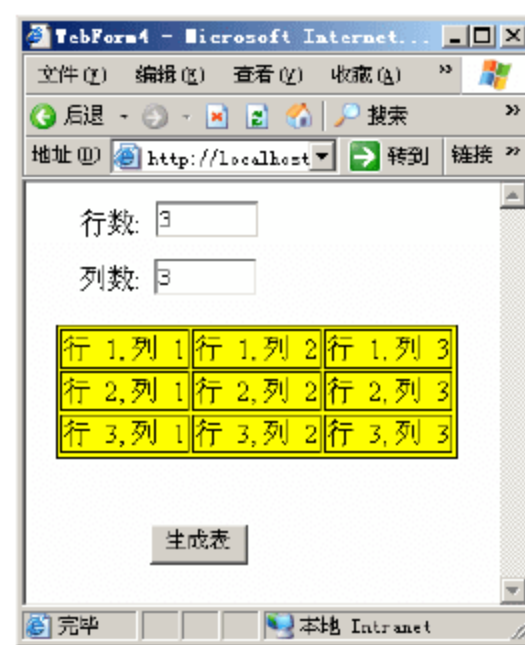 WebForm4 - Microsoft Internet...
文件(F) 编辑(E) 查看(V) 收藏(A) »
后退 搜索 »
地址(D) http://localhost 转到 链接 »
行数: 3
列数: 3
行 1,列 1 行 1,列 2 行 1,列 3
行 2,列 1 行 2,列 2 行 2,列 3
行 3,列 1 行 3,列 2 行 3,列 3
生成表
完毕 本地 Intranet